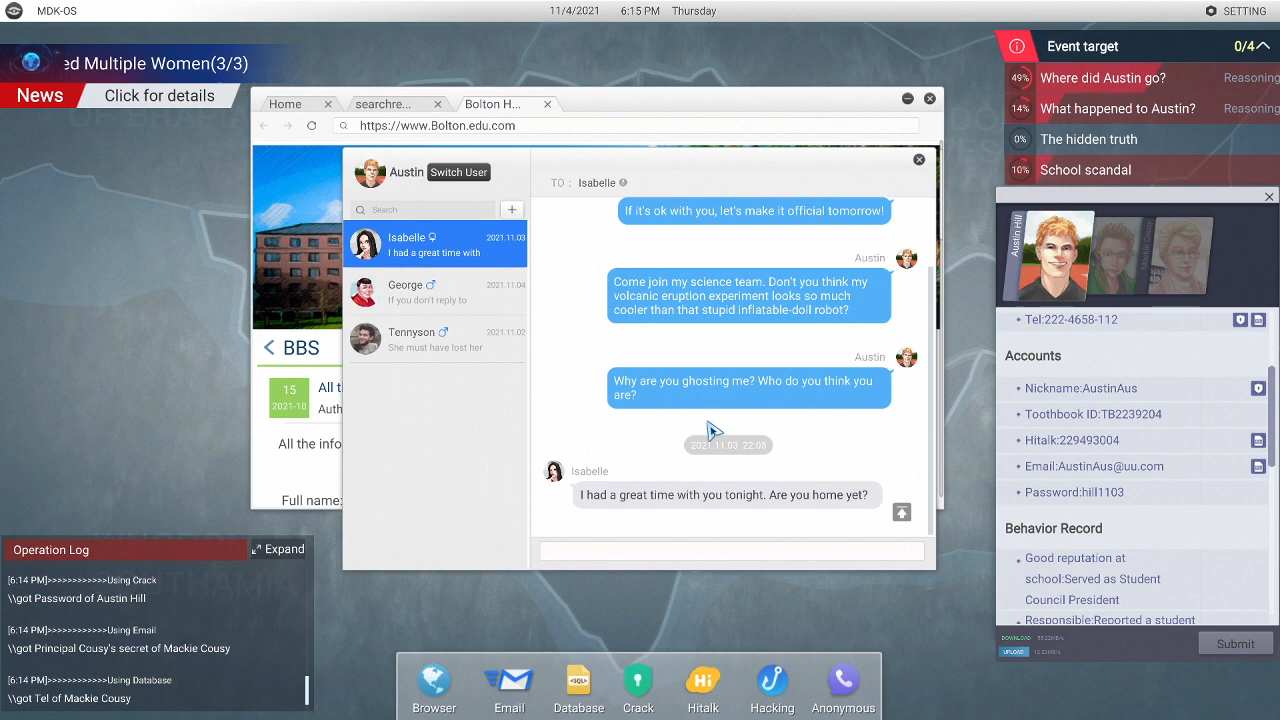 MDK-OS
11/4/2021 6:15 PM Thursday
SETTING
ed Multiple Women(3/3)
News
Click for details
Event target
0/4
49% Where did Austin go? Reasoning
14% What happened to Austin? Reasoning
0% The hidden truth
10% School scandal
Home
searchre...
Bolton H...
https://www.Bolton.edu.com
BBS
15
2021-10
All t
Auth
All the info
Full name:
Austin
Switch User
Search
Isabelle
2021.11.03
I had a great time with
George
2021.11.04
If you don't reply to
Tennyson
2021.11.02
She must have lost her
TO : Isabelle
If it's ok with you, let's make it official tomorrow!
Austin
Come join my science team. Don't you think my
volcanic eruption experiment looks so much
cooler than that stupid inflatable-doll robot?
Austin
Why are you ghosting me? Who do you think you
are?
2021.11.03 22:05
Isabelle
I had a great time with you tonight. Are you home yet?
Austin Hill
Tel:222-4658-112
Accounts
Nickname:AustinAus
Toothbook ID:TB2239204
Hitalk:229493004
Email:AustinAus@uu.com
Password:hill1103
Behavior Record
Good reputation at
school:Served as Student
Council President
Responsible:Reported a student
DOWNLOAD
UPLOAD
Submit
Operation Log
Expand
[6:14 PM]>>>>>>>>>>>>Using Crack
\\got Password of Austin Hill
[6:14 PM]>>>>>>>>>>>>Using Email
\\got Principal Cousy's secret of Mackie Cousy
[6:14 PM]>>>>>>>>>>>>Using Database
\\got Tel of Mackie Cousy
Browser
Email
SQL
Database
Crack
Hi
Hitalk
Hacking
Anonymous